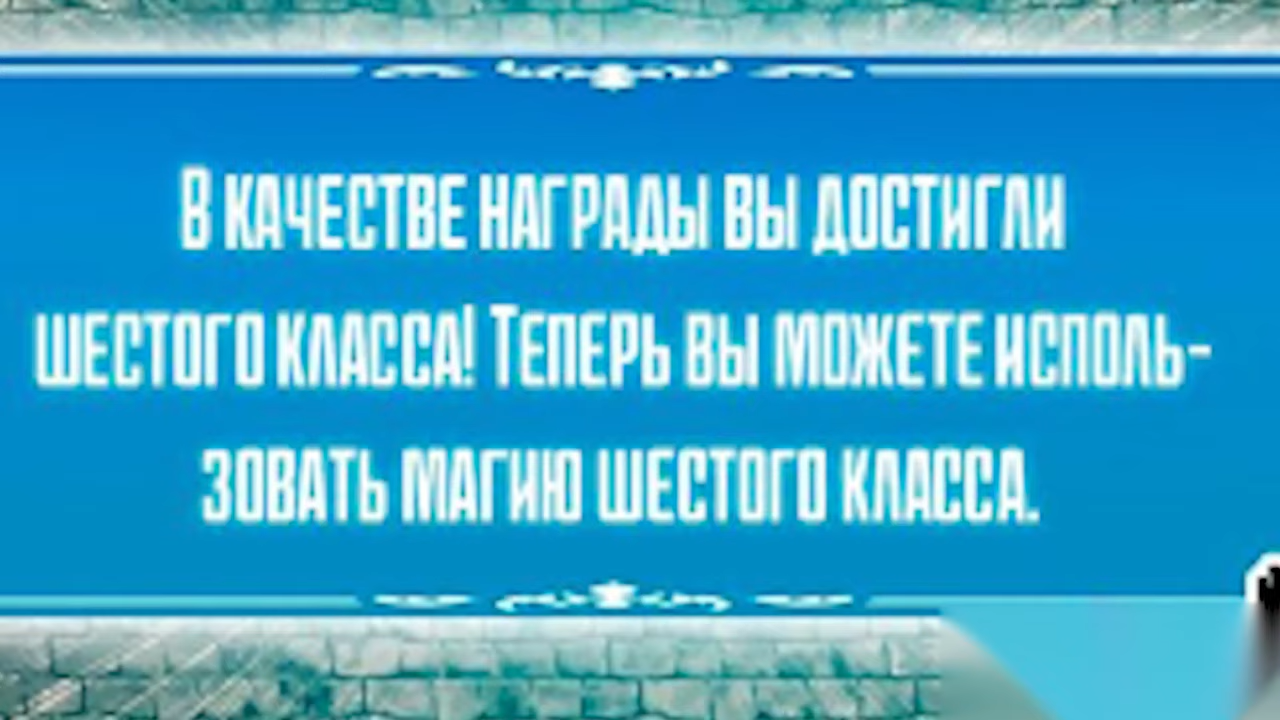 В КАЧЕСТВЕ НАГРАДЫ ВЫ ДОСТИГЛИ
ШЕСТОГО КЛАССА! ТЕПЕРЬ ВЫ МОЖЕТЕ ИСПОЛЬ-
ЗОВАТЬ МАГИЮ ШЕСТОГО КЛАССА.